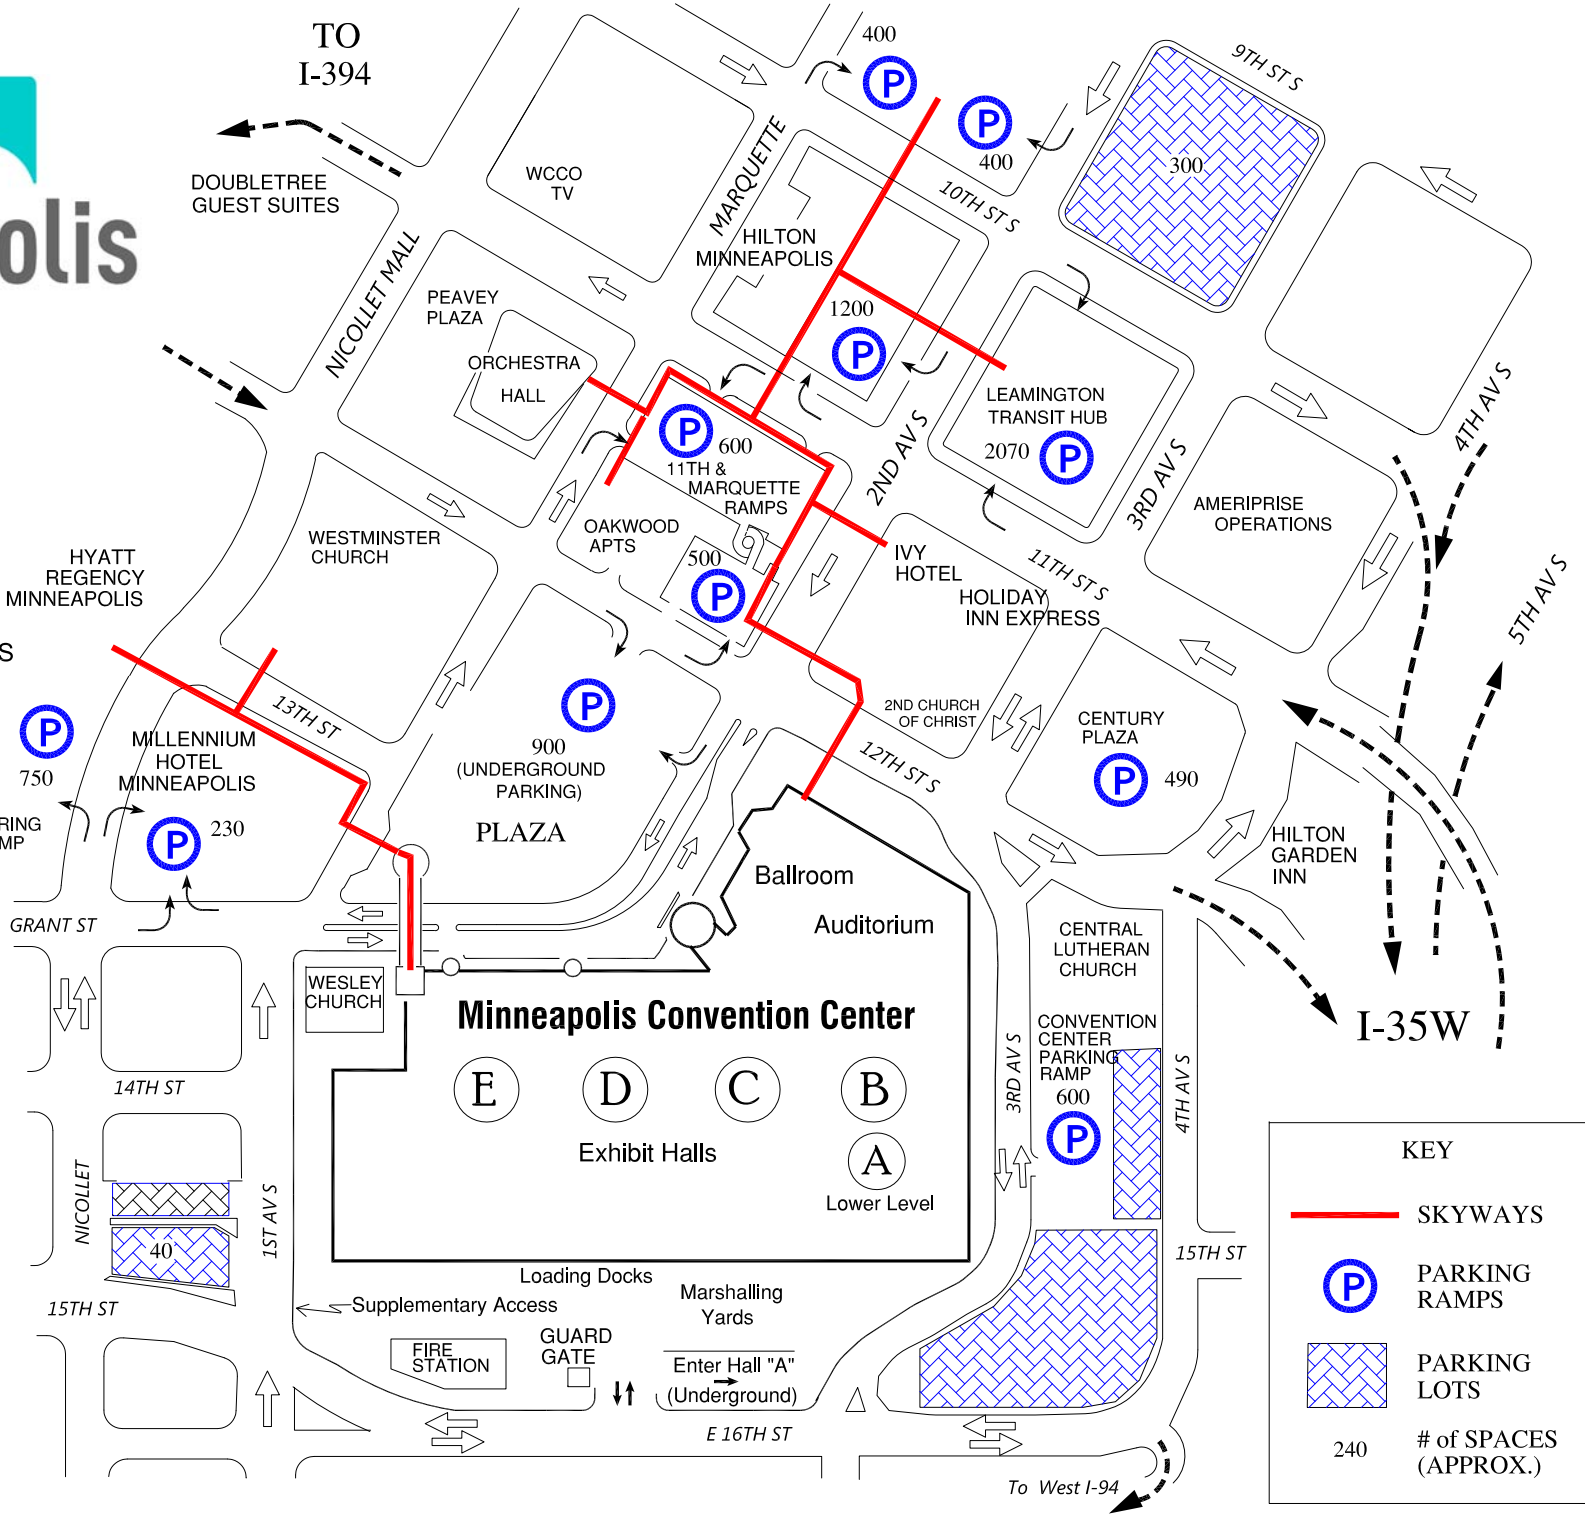 TO
I-394
400
P
P
400
9TH ST S
300
olis
DOUBLETREE
GUEST SUITES
WCCO
TV
MARQUETTE
10TH ST S
HILTON
MINNEAPOLIS
NICOLLET MALL
PEAVEY
PLAZA
1200
P
ORCHESTRA
HALL
LEAMINGTON
TRANSIT HUB
2070
P
4TH AV S
P
600
11TH &
MARQUETTE
RAMPS
2ND AV S
3RD AV S
AMERIPRISE
OPERATIONS
WESTMINSTER
CHURCH
OAKWOOD
APTS
500
P
IVY
HOTEL
11TH ST S
HOLIDAY
INN EXPRESS
5TH AV S
HYATT
REGENCY
MINNEAPOLIS
S
P
750
RING
MP
13TH ST
MILLENNIUM
HOTEL
MINNEAPOLIS
P
230
P
900
(UNDERGROUND
PARKING)
PLAZA
2ND CHURCH
OF CHRIST
12TH ST S
CENTURY
PLAZA
P
490
HILTON
GARDEN
INN
GRANT ST
Ballroom
Auditorium
CENTRAL
LUTHERAN
CHURCH
WESLEY
CHURCH
Minneapolis Convention Center
I-35W
CONVENTION
CENTER
PARKING
RAMP
600
P
3RD AV S
4TH AV S
14TH ST
E
D
C
B
A
Exhibit Halls
Lower Level
NICOLLET
1ST AV S
40
15TH ST
15TH ST
Loading Docks
Supplementary Access
Marshalling
Yards
FIRE
STATION
GUARD
GATE
Enter Hall "A"
(Underground)
E 16TH ST
To West I-94
KEY
SKYWAYS
P
PARKING
RAMPS
PARKING
LOTS
240
# of SPACES
(APPROX.)